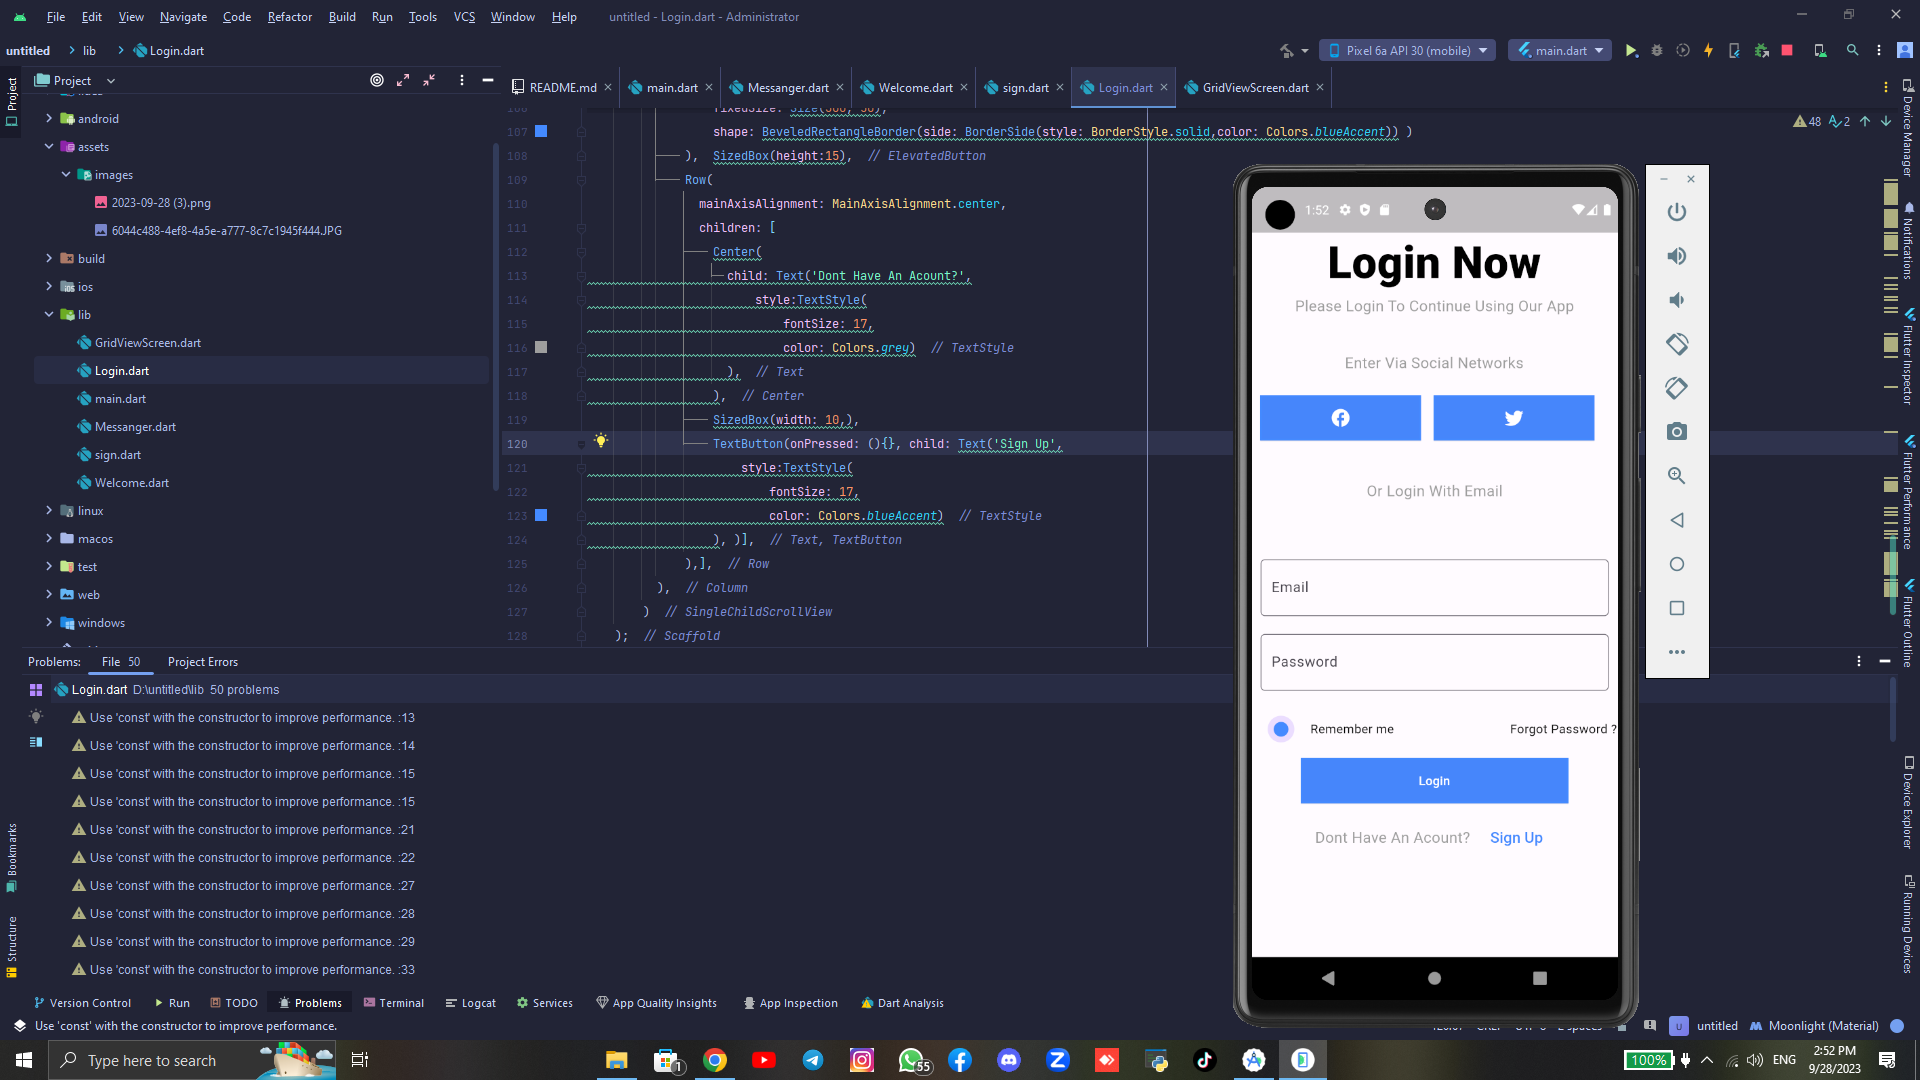 File Edit View Navigate Code Refactor Build Run Tools VCS Window Help untitled - Login.dart - Administrator
untitled lib Login.dart Pixel 6a API 30 (mobile) main.dart
Project README.md main.dart Messanger.dart Welcome.dart sign.dart Login.dart GridViewScreen.dart
Project
android
assets
images
2023-09-28 (3).png
6044c488-4ef8-4a5e-a777-8c7c1945f444.JPG
build
ios
lib
GridViewScreen.dart
Login.dart
main.dart
Messanger.dart
sign.dart
Welcome.dart
linux
macos
test
web
windows
48 2
107 shape: BeveledRectangleBorder(side: BorderSide(style: BorderStyle.solid,color: Colors.blueAccent)) )
108 ), SizedBox(height:15), // ElevatedButton
109 Row(
110 mainAxisAlignment: MainAxisAlignment.center,
111 children: [
112 Center(
113 child: Text('Dont Have An Acount?',
114 style:TextStyle(
115 fontSize: 17,
116 color: Colors.grey) // TextStyle
117 ), // Text
118 ), // Center
119 SizedBox(width: 10,),
120 TextButton(onPressed: (){}, child: Text('Sign Up',
121 style:TextStyle(
122 fontSize: 17,
123 color: Colors.blueAccent) // TextStyle
124 ), )], // Text, TextButton
125 ),], // Row
126 ), // Column
127 ) // SingleChildScrollView
128 ); // Scaffold
1:52
Login Now
Please Login To Continue Using Our App
Enter Via Social Networks
Or Login With Email
Email
Password
Remember me Forgot Password ?
Login
Dont Have An Acount? Sign Up
Device Manager
Notifications
Flutter Inspector
Flutter Performance
Flutter Outline
Device Explorer
Running Devices
Problems: File 50 Project Errors
Login.dart D:\untitled\lib 50 problems
Use 'const' with the constructor to improve performance. :13
Use 'const' with the constructor to improve performance. :14
Use 'const' with the constructor to improve performance. :15
Use 'const' with the constructor to improve performance. :15
Use 'const' with the constructor to improve performance. :21
Use 'const' with the constructor to improve performance. :22
Use 'const' with the constructor to improve performance. :27
Use 'const' with the constructor to improve performance. :28
Use 'const' with the constructor to improve performance. :29
Use 'const' with the constructor to improve performance. :33
Bookmarks
Structure
Version Control Run TODO Problems Terminal Logcat Services App Quality Insights App Inspection Dart Analysis
Use 'const' with the constructor to improve performance. U untitled Moonlight (Material)
Type here to search 1 55 100% ENG 2:52 PM
9/28/2023